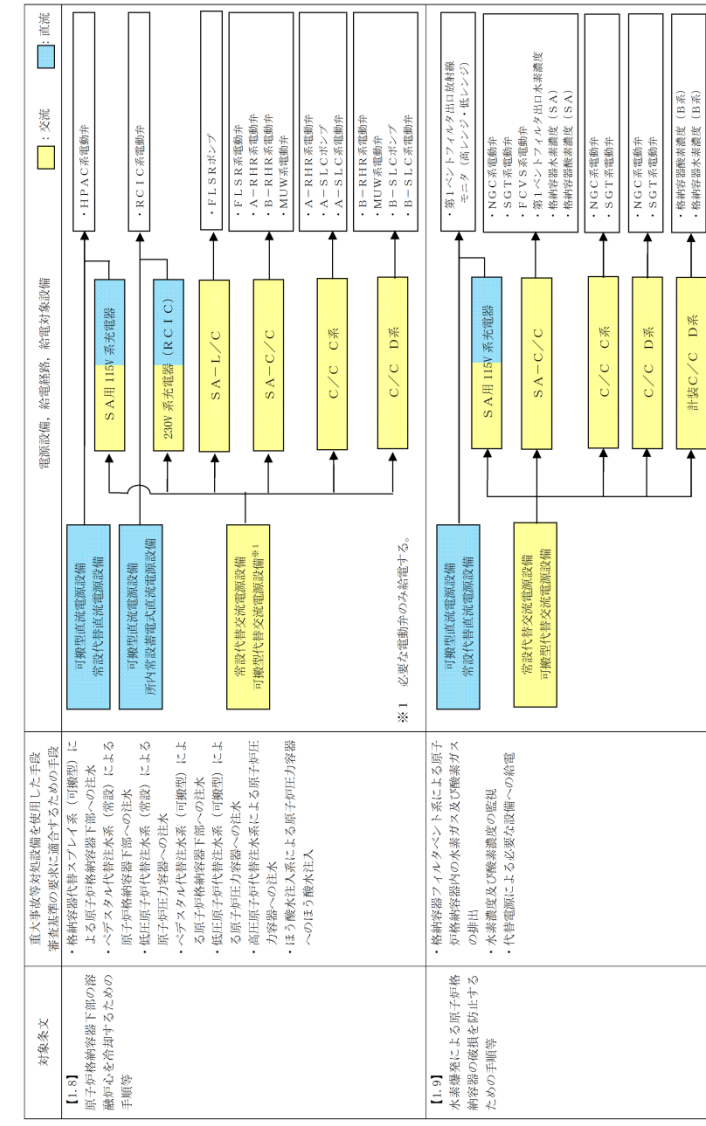 対象条文
重大事故等対処設備を使用した手段
審査基準の要求に適合するための手段
電源設備，給電経路，給電対象設備
：交流
：直流
【1.8】
原子炉格納容器下部の溶
融炉心を冷却するための
手順等
・格納容器代替スプレイ系（可搬型）に
よる原子炉格納容器下部への注水
・ペデスタル代替注水系（常設）による
原子炉格納容器下部への注水
・低圧原子炉代替注水系（常設）による
原子炉圧力容器への注水
・ペデスタル代替注水系（可搬型）によ
る原子炉格納容器下部への注水
・低圧原子炉代替注水系（可搬型）によ
る原子炉圧力容器への注水
・高圧原子炉代替注水系による原子炉圧
力容器への注水
・ほう酸水注入系による原子炉圧力容器
へのほう酸水注入
可搬型直流電源設備
常設代替直流電源設備
可搬型直流電源設備
所内常設蓄電式直流電源設備
常設代替交流電源設備
可搬型代替交流電源設備※1
※1　必要な電動弁のみ給電する。
ＳＡ用 115V 系充電器
230V 系充電器（ＲＣＩＣ）
ＳＡ－Ｌ／Ｃ
ＳＡ－Ｃ／Ｃ
Ｃ／Ｃ　Ｃ系
Ｃ／Ｃ　Ｄ系
・ＨＰＡＣ系電動弁
・ＲＣＩＣ系電動弁
・ＦＬＳＲポンプ
・ＦＬＳＲ系電動弁
・Ａ－ＲＨＲ系電動弁
・Ｂ－ＲＨＲ系電動弁
・ＭＵＷ系電動弁
・Ａ－ＲＨＲ系電動弁
・Ａ－ＳＬＣポンプ
・Ａ－ＳＬＣ系電動弁
・Ｂ－ＲＨＲ系電動弁
・ＭＵＷ系電動弁
・Ｂ－ＳＬＣポンプ
・Ｂ－ＳＬＣ系電動弁
【1.9】
水素爆発による原子炉格
納容器の破損を防止する
ための手順等
・格納容器フィルタベント系による原子
炉格納容器内の水素ガス及び酸素ガス
の排出
・水素濃度及び酸素濃度の監視
・代替電源による必要な設備への給電
可搬型直流電源設備
常設代替直流電源設備
常設代替交流電源設備
可搬型代替交流電源設備
ＳＡ用 115V 系充電器
ＳＡ－Ｃ／Ｃ
Ｃ／Ｃ　Ｃ系
Ｃ／Ｃ　Ｄ系
計装Ｃ／Ｃ　Ｄ系
・第１ベントフィルタ出口放射線
モニタ（高レンジ・低レンジ）
・ＮＧＣ系電動弁
・ＳＧＴ系電動弁
・ＦＣＶＳ系電動弁
・第１ベントフィルタ出口水素濃度
・格納容器水素濃度（ＳＡ）
・格納容器酸素濃度（ＳＡ）
・ＮＧＣ系電動弁
・ＳＧＴ系電動弁
・ＮＧＣ系電動弁
・ＳＧＴ系電動弁
・格納容器酸素濃度（Ｂ系）
・格納容器水素濃度（Ｂ系）